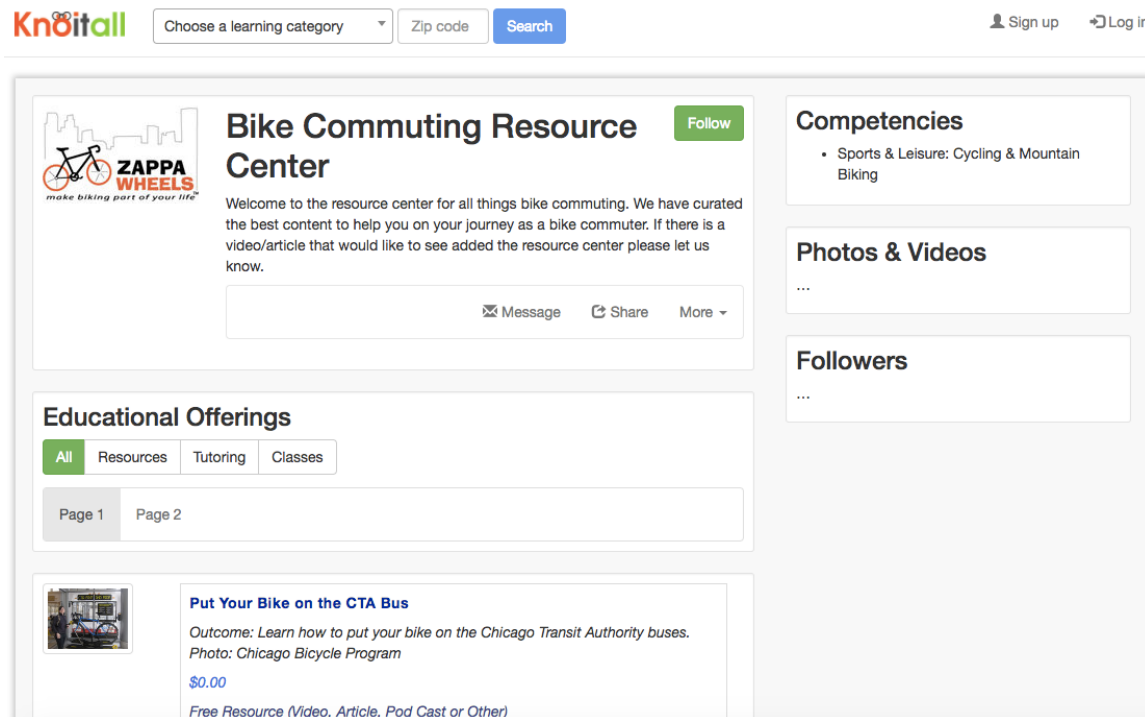 Knoitall
Choose a learning category
Zip code
Search
Sign up
Log in
ZAPPA
WHEELS
make biking part of your life
Bike Commuting Resource
Center
Follow
Welcome to the resource center for all things bike commuting. We have curated
the best content to help you on your journey as a bike commuter. If there is a
video/article that would like to see added the resource center please let us
know.
Message
Share
More
Competencies
• Sports & Leisure: Cycling & Mountain
Biking
Photos & Videos
...
Followers
...
Educational Offerings
All
Resources
Tutoring
Classes
Page 1
Page 2
Put Your Bike on the CTA Bus
Outcome: Learn how to put your bike on the Chicago Transit Authority buses.
Photo: Chicago Bicycle Program
$0.00
Free Resource (Video, Article, Pod Cast or Other)